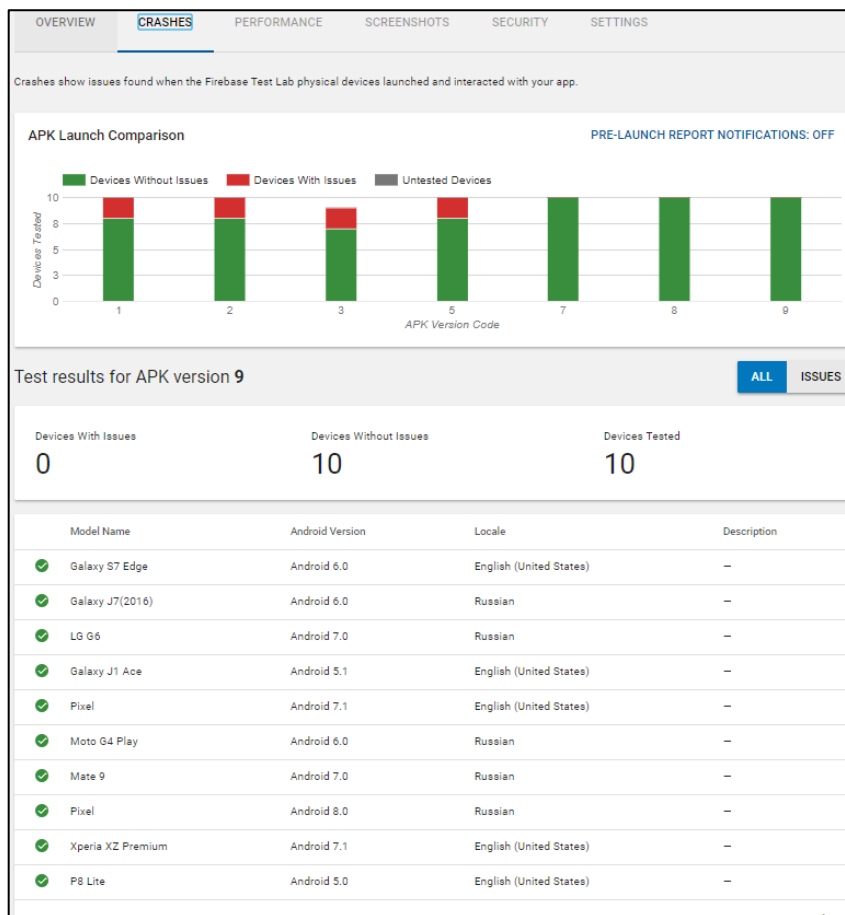 OVERVIEW CRASHES PERFORMANCE SCREENSHOTS SECURITY SETTINGS
Crashes show issues found when the Firebase Test Lab physical devices launched and interacted with your app.
APK Launch Comparison PRE-LAUNCH REPORT NOTIFICATIONS: OFF
Devices Without Issues Devices With Issues Untested Devices
10
8
5
3
0
Devices Tested
1 2 3 5 7 8 9
APK Version Code
Test results for APK version 9 ALL ISSUES
Devices With Issues Devices Without Issues Devices Tested
0 10 10
Model Name Android Version Locale Description
Galaxy S7 Edge Android 6.0 English (United States) –
Galaxy J7(2016) Android 6.0 Russian –
LG G6 Android 7.0 Russian –
Galaxy J1 Ace Android 5.1 English (United States) –
Pixel Android 7.1 English (United States) –
Moto G4 Play Android 6.0 Russian –
Mate 9 Android 7.0 Russian –
Pixel Android 8.0 Russian –
Xperia XZ Premium Android 7.1 English (United States) –
P8 Lite Android 5.0 English (United States) –